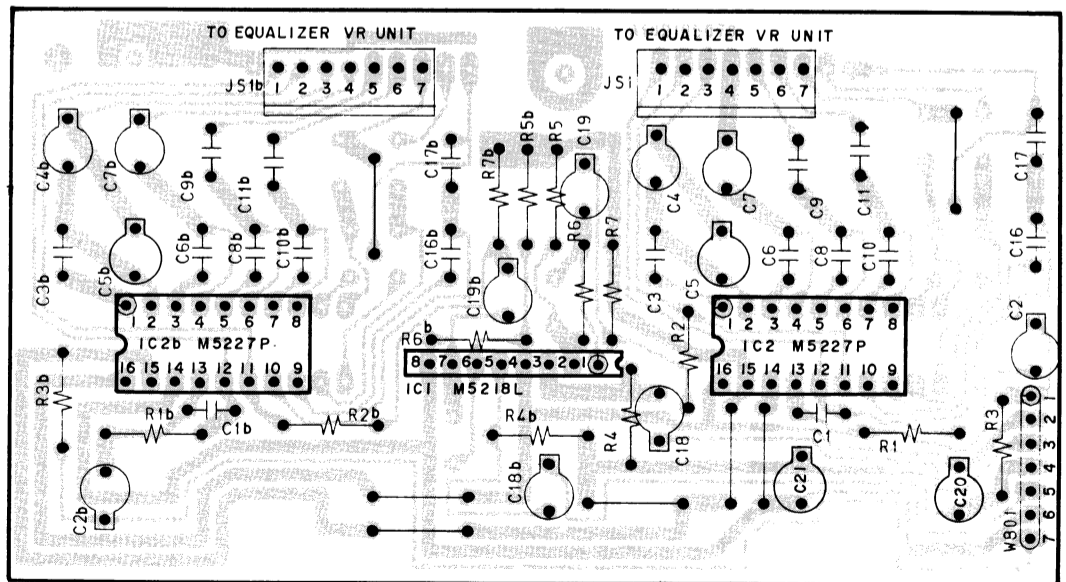 TO EQUALIZER VR UNIT
TO EQUALIZER VR UNIT
JS1b
1 2 3 4 5 6 7
JS1
1 2 3 4 5 6 7
C4b
C7b
C9b
C11b
C17b
R7b
R5b
R5
C19
C4
C7
C9
C11
C17
C3b
C5b
C6b
C8b
C10b
C16b
C19b
R6
R7
C3
C5
C6
C8
C10
C16
C2
1 2 3 4 5 6 7 8
IC2b M5227P
16 15 14 13 12 11 10 9
R6b
8 7 6 5 4 3 2 1
IC1 M5218L
R2
1 2 3 4 5 6 7 8
IC2 M5227P
16 15 14 13 12 11 10 9
R3b
R1b
C1b
R2b
R4b
R4
C18
C1
R1
R3
C2b
C18b
C21
C20
W801
1
2
3
4
5
6
7